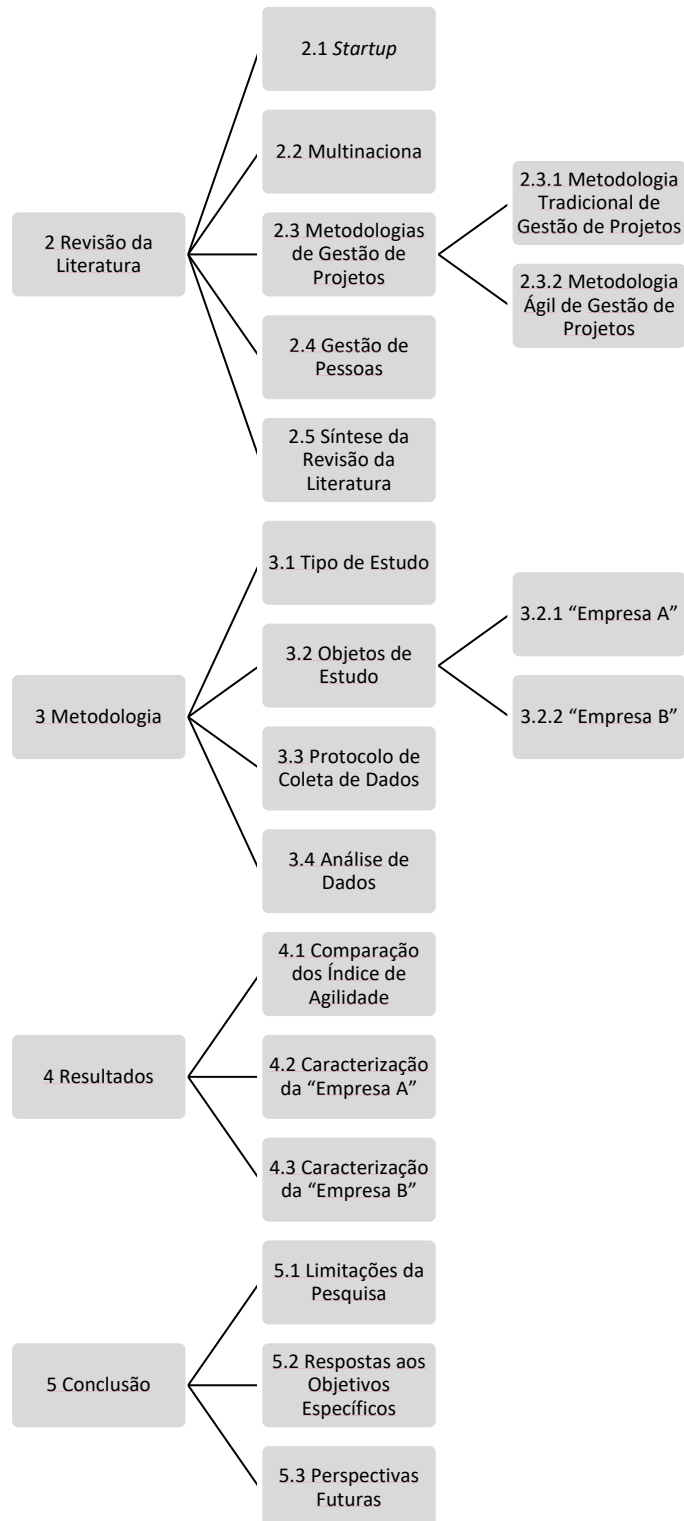 2 Revisão da
Literatura
2.1 Startup
2.2 Multinaciona
2.3 Metodologias
de Gestão de
Projetos
2.3.1 Metodologia
Tradicional de
Gestão de Projetos
2.3.2 Metodologia
Ágil de Gestão de
Projetos
2.4 Gestão de
Pessoas
2.5 Síntese da
Revisão da
Literatura
3 Metodologia
3.1 Tipo de Estudo
3.2 Objetos de
Estudo
3.2.1 “Empresa A”
3.2.2 “Empresa B”
3.3 Protocolo de
Coleta de Dados
3.4 Análise de
Dados
4 Resultados
4.1 Comparação
dos Índice de
Agilidade
4.2 Caracterização
da “Empresa A”
4.3 Caracterização
da “Empresa B”
5 Conclusão
5.1 Limitações da
Pesquisa
5.2 Respostas aos
Objetivos
Específicos
5.3 Perspectivas
Futuras